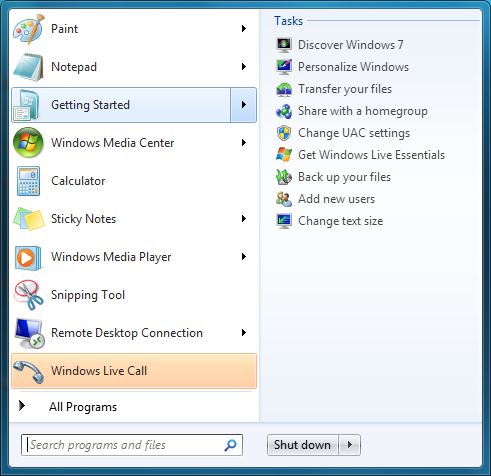 Paint
Notepad
Getting Started
Windows Media Center
Calculator
Sticky Notes
Windows Media Player
Snipping Tool
Remote Desktop Connection
Windows Live Call
All Programs
Search programs and files
Tasks
Discover Windows 7
Personalize Windows
Transfer your files
Share with a homegroup
Change UAC settings
Get Windows Live Essentials
Back up your files
Add new users
Change text size
Shut down